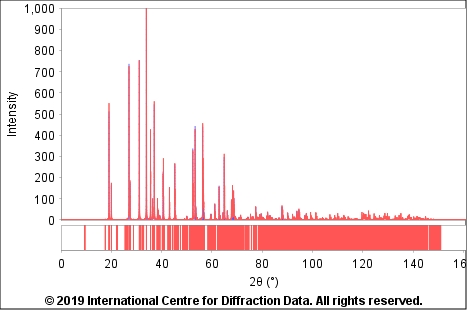 1,000
900
800
700
600
500
400
300
200
100
0
Intensity
0 20 40 60 80 100 120 140 16
2θ (°)
© 2019 International Centre for Diffraction Data. All rights reserved.